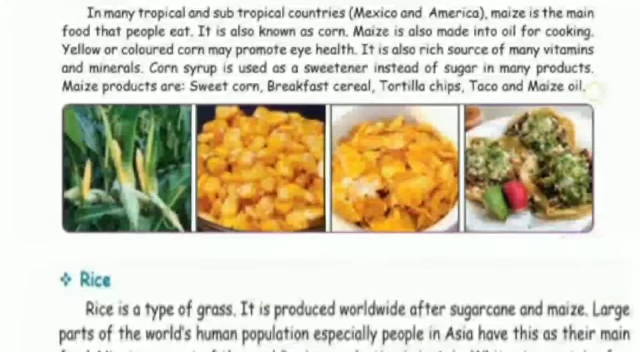 In many tropical and sub tropical countries (Mexico and America), maize is the main
food that people eat. It is also known as corn. Maize is also made into oil for cooking.
Yellow or coloured corn may promote eye health. It is also rich source of many vitamins
and minerals. Corn syrup is used as a sweetener instead of sugar in many products.
Maize products are: Sweet corn, Breakfast cereal, Tortilla chips, Taco and Maize oil.
❖ Rice
Rice is a type of grass. It is produced worldwide after sugarcane and maize. Large
parts of the world's human population especially people in Asia have this as their main